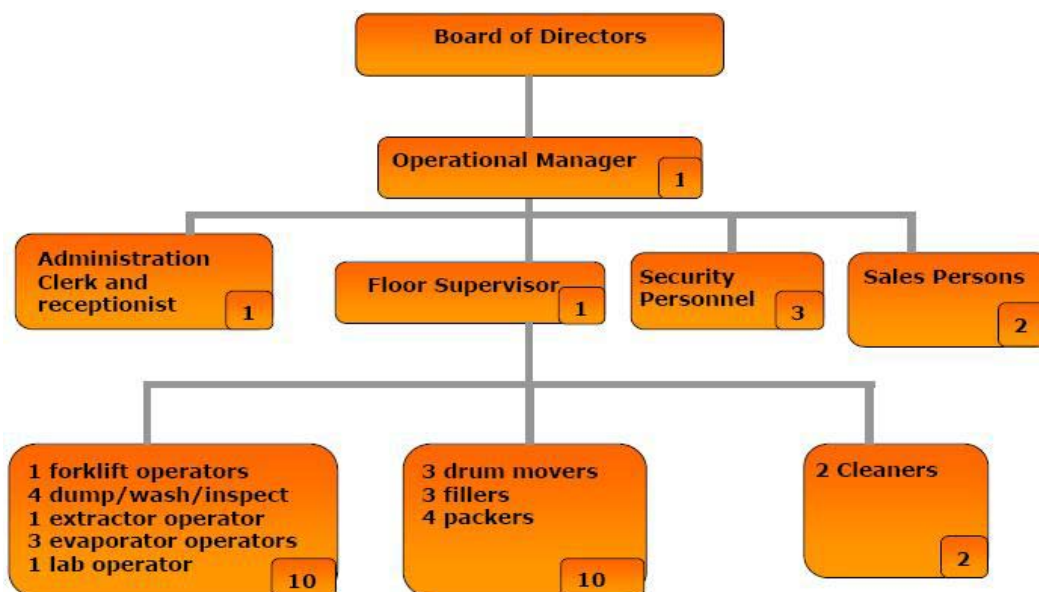 Board of Directors
Operational Manager
1
Administration
Clerk and
receptionist
1
Floor Supervisor
1
Security
Personnel
3
Sales Persons
2
1 forklift operators
4 dump/wash/inspect
1 extractor operator
3 evaporator operators
1 lab operator
10
3 drum movers
3 fillers
4 packers
10
2 Cleaners
2